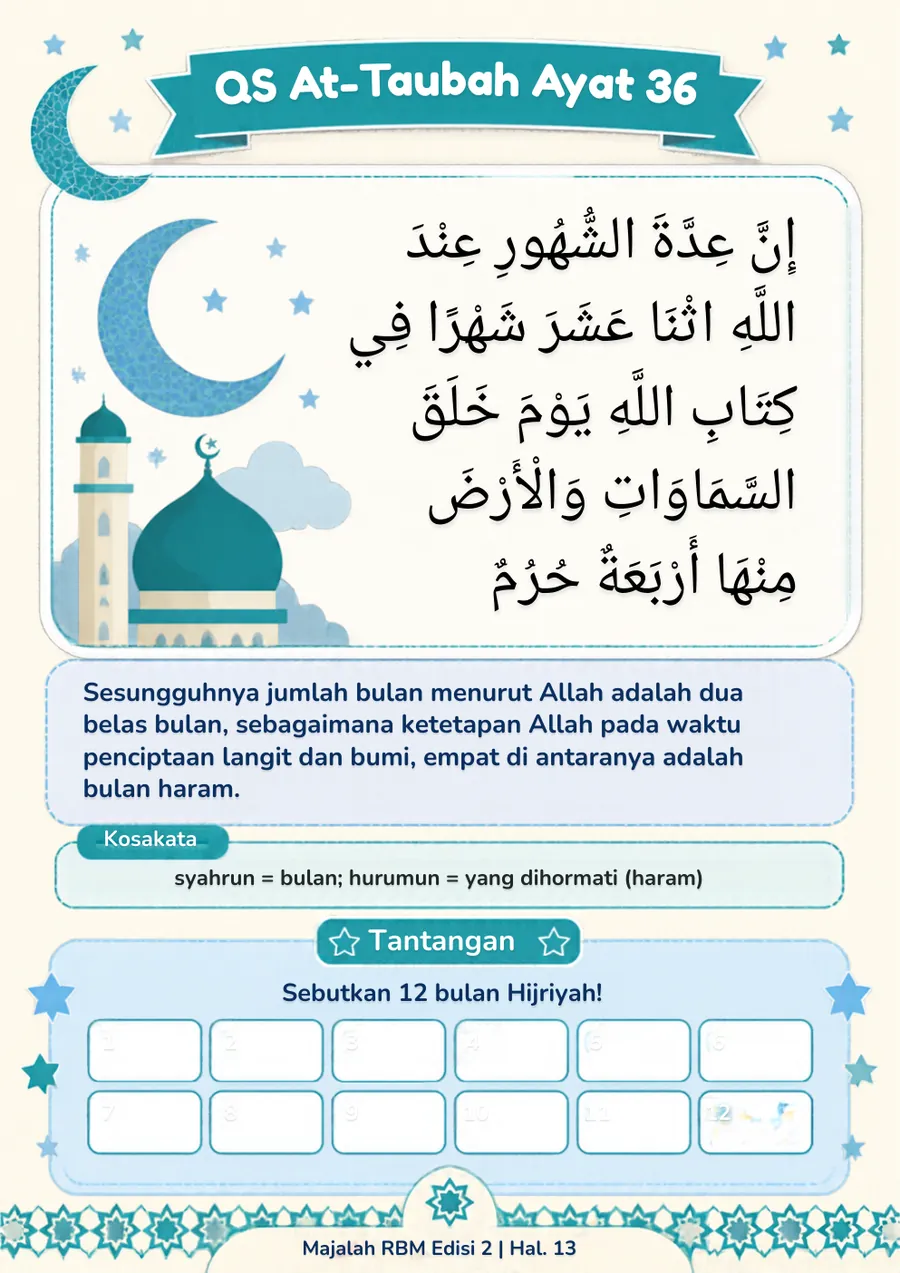 QS At-Taubah Ayat 36
إِنَّ عِدَّةَ الشُّهُورِ عِنْدَ
اللَّهِ اثْنَا عَشَرَ شَهْرًا فِي
كِتَابِ اللَّهِ يَوْمَ خَلَقَ
السَّمَاوَاتِ وَالْأَرْضَ
مِنْهَا أَرْبَعَةٌ حُرُمٌ
Sesungguhnya jumlah bulan menurut Allah adalah dua
belas bulan, sebagaimana ketetapan Allah pada waktu
penciptaan langit dan bumi, empat di antaranya adalah
bulan haram.
Kosakata
syahrun = bulan; hurumun = yang dihormati (haram)
Tantangan
Sebutkan 12 bulan Hijriyah!
1 2 3 4 5 6
7 8 9 10 11 12
Majalah RBM Edisi 2 | Hal. 13